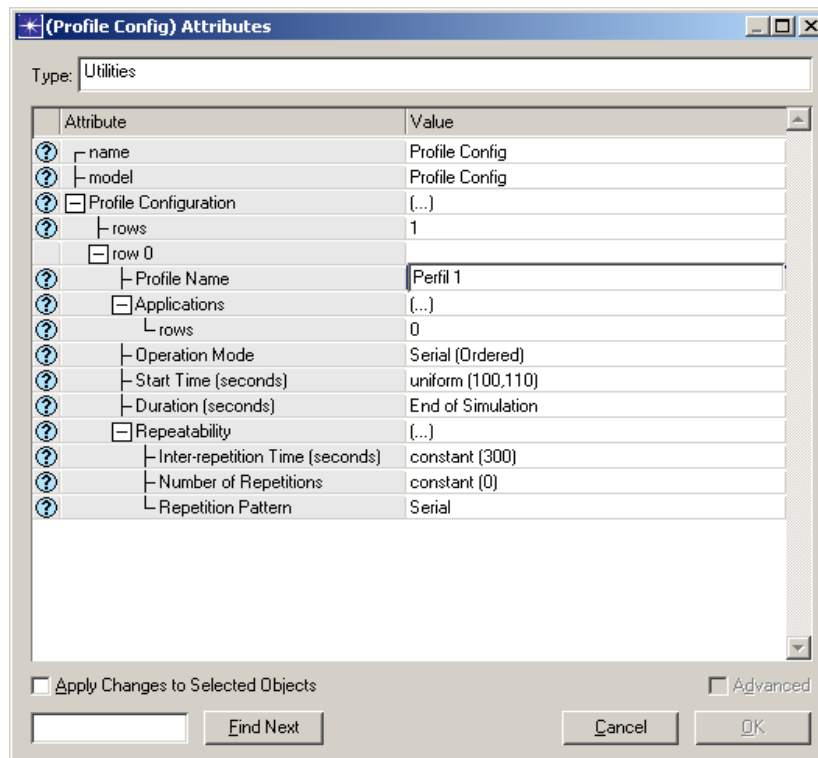 (Profile Config) Attributes
Type: Utilities
Attribute Value
? name Profile Config
? model Profile Config
? Profile Configuration (...)
? rows 1
row 0
? Profile Name Perfil 1
? Applications (...)
? rows 0
? Operation Mode Serial (Ordered)
? Start Time (seconds) uniform (100,110)
? Duration (seconds) End of Simulation
? Repeatability (...)
? Inter-repetition Time (seconds) constant (300)
? Number of Repetitions constant (0)
? Repetition Pattern Serial
Apply Changes to Selected Objects Advanced
Find Next Cancel OK